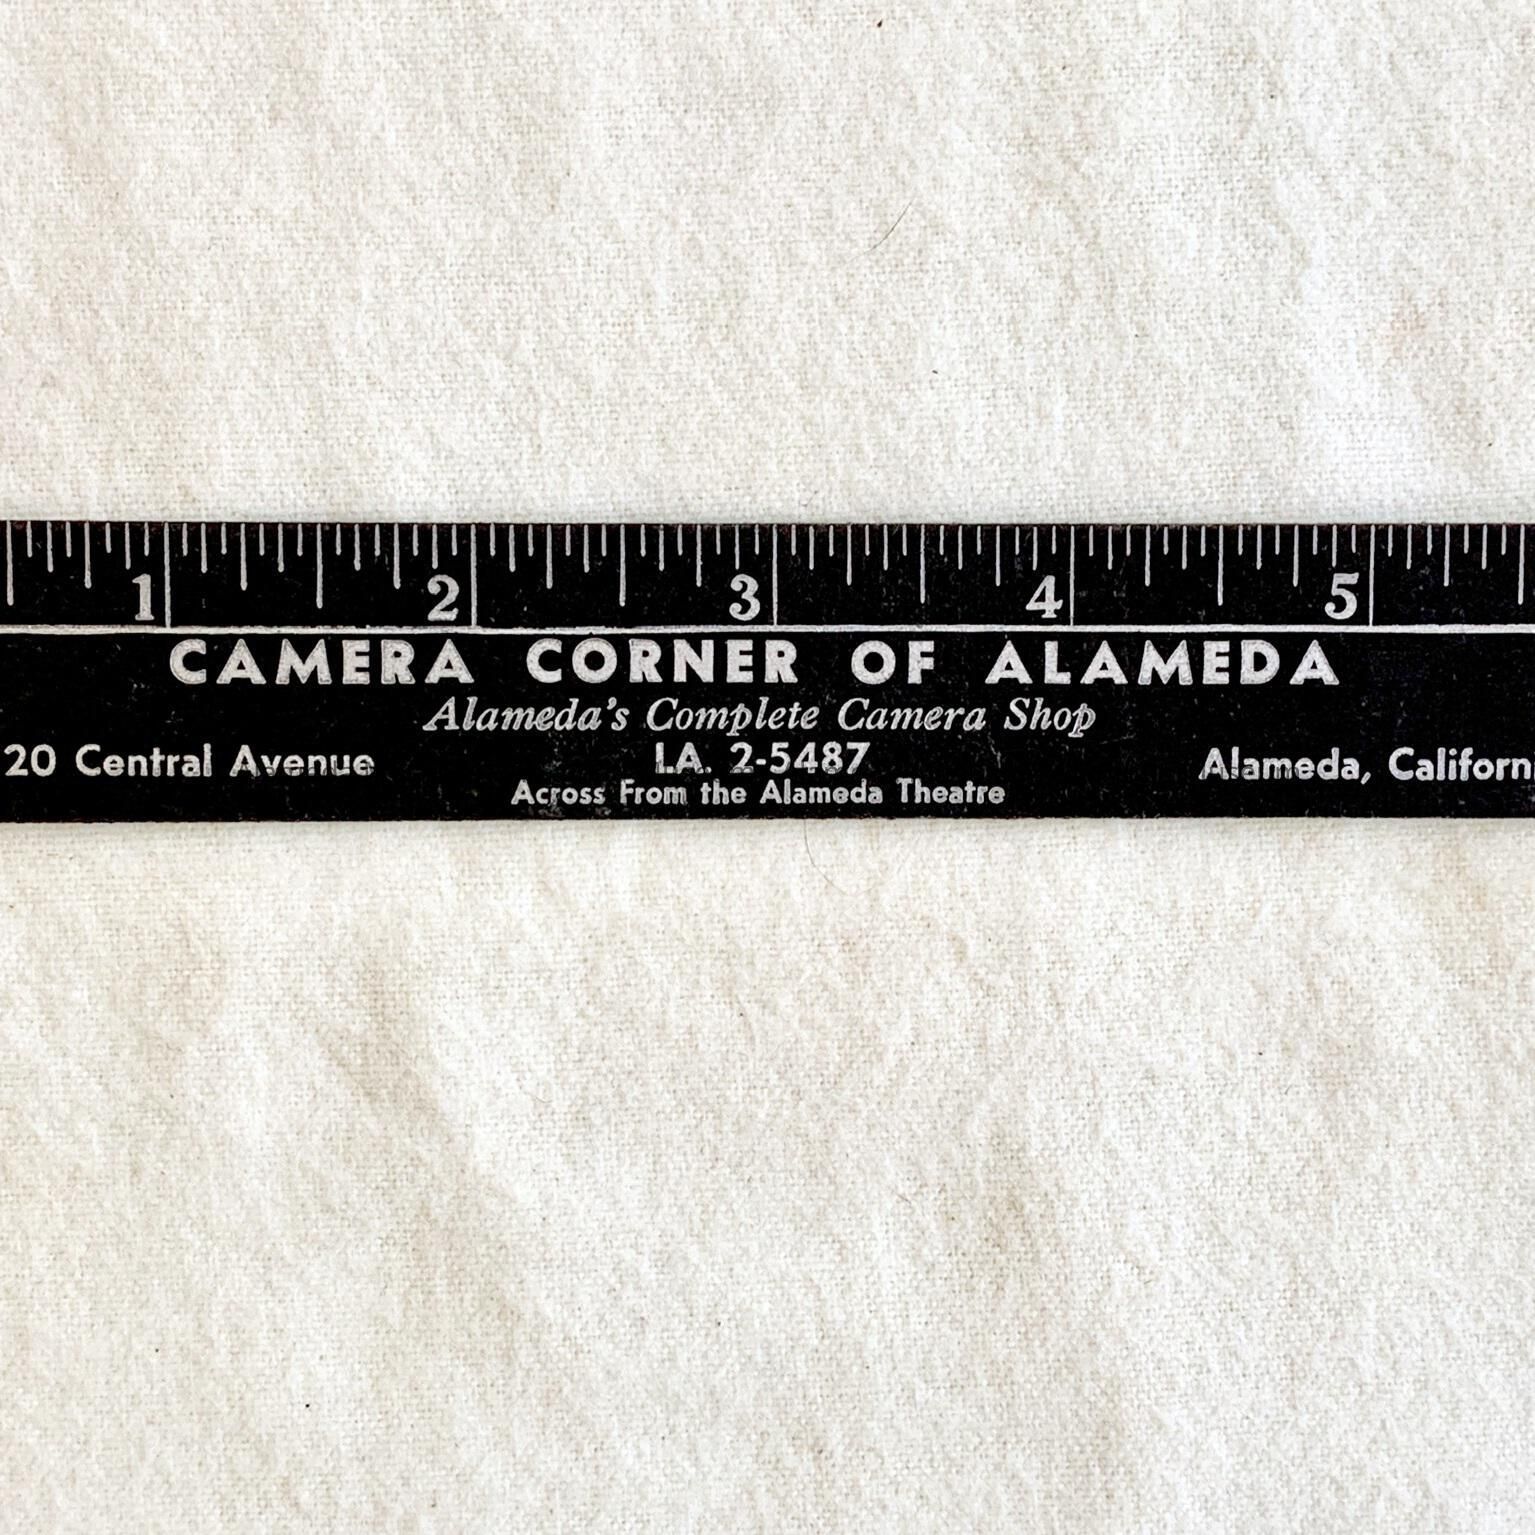 1 2 3 4 5
CAMERA CORNER OF ALAMEDA
Alameda's Complete Camera Shop
20 Central Avenue LA. 2-5487 Alameda, Californi
Across From the Alameda Theatre